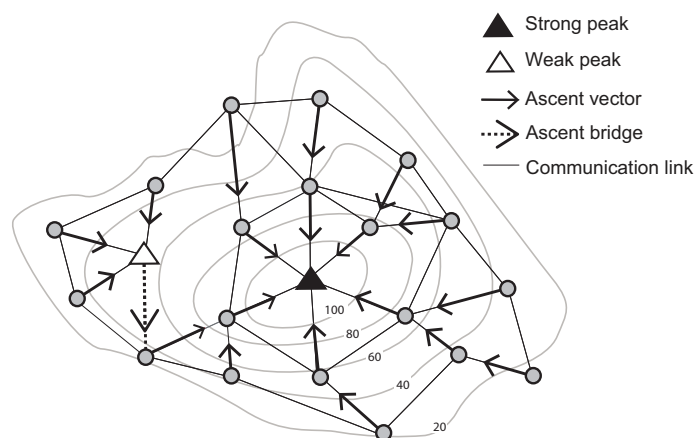 Strong peak
Weak peak
Ascent vector
Ascent bridge
Communication link
100
80
60
40
20